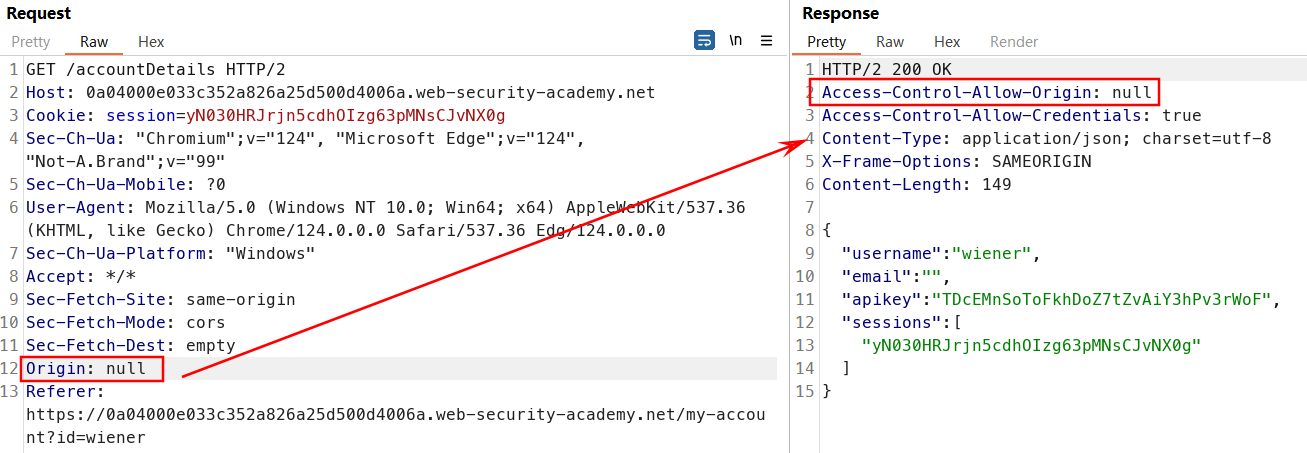 Request
Pretty Raw Hex \n
1 GET /accountDetails HTTP/2
2 Host: 0a04000e033c352a826a25d500d4006a.web-security-academy.net
3 Cookie: session=yN030HRJrjn5cdhOIzg63pMNsCJvNX0g
4 Sec-Ch-Ua: "Chromium";v="124", "Microsoft Edge";v="124",
"Not-A.Brand";v="99"
5 Sec-Ch-Ua-Mobile: ?0
6 User-Agent: Mozilla/5.0 (Windows NT 10.0; Win64; x64) AppleWebKit/537.36
(KHTML, like Gecko) Chrome/124.0.0.0 Safari/537.36 Edg/124.0.0.0
7 Sec-Ch-Ua-Platform: "Windows"
8 Accept: */*
9 Sec-Fetch-Site: same-origin
10 Sec-Fetch-Mode: cors
11 Sec-Fetch-Dest: empty
12 Origin: null
13 Referer:
https://0a04000e033c352a826a25d500d4006a.web-security-academy.net/my-accou
nt?id=wiener
Response
Pretty Raw Hex Render
1 HTTP/2 200 OK
2 Access-Control-Allow-Origin: null
3 Access-Control-Allow-Credentials: true
4 Content-Type: application/json; charset=utf-8
5 X-Frame-Options: SAMEORIGIN
6 Content-Length: 149
7
8 {
9 "username":"wiener",
10 "email":"",
11 "apikey":"TDcEMnSoToFkhDoZ7tZvAiY3hPv3rWoF",
12 "sessions":[
13 "yN030HRJrjn5cdhOIzg63pMNsCJvNX0g"
14 ]
15 }